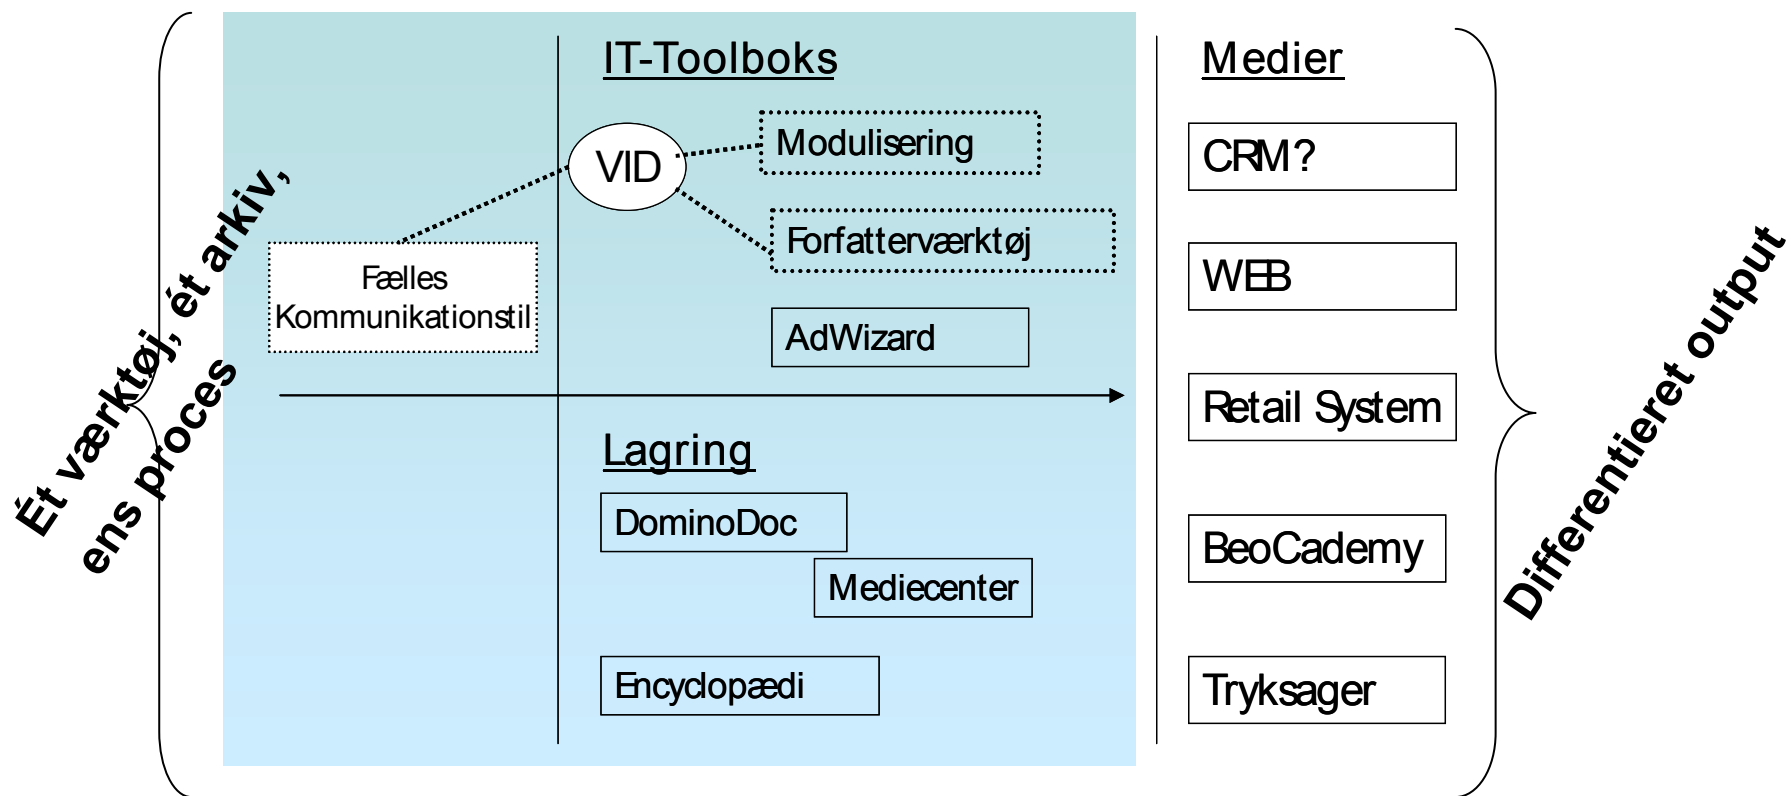 Ét værktøj, ét arkiv,
ens proces
Fælles
Kommunikationstil
IT-Toolboks
VID
Modulisering
Forfatterværktøj
AdWizard
Lagring
DominoDoc
Mediecenter
Encyclopædi
Medier
CRM?
WEB
Retail System
BeoCademy
Tryksager
Differentieret output